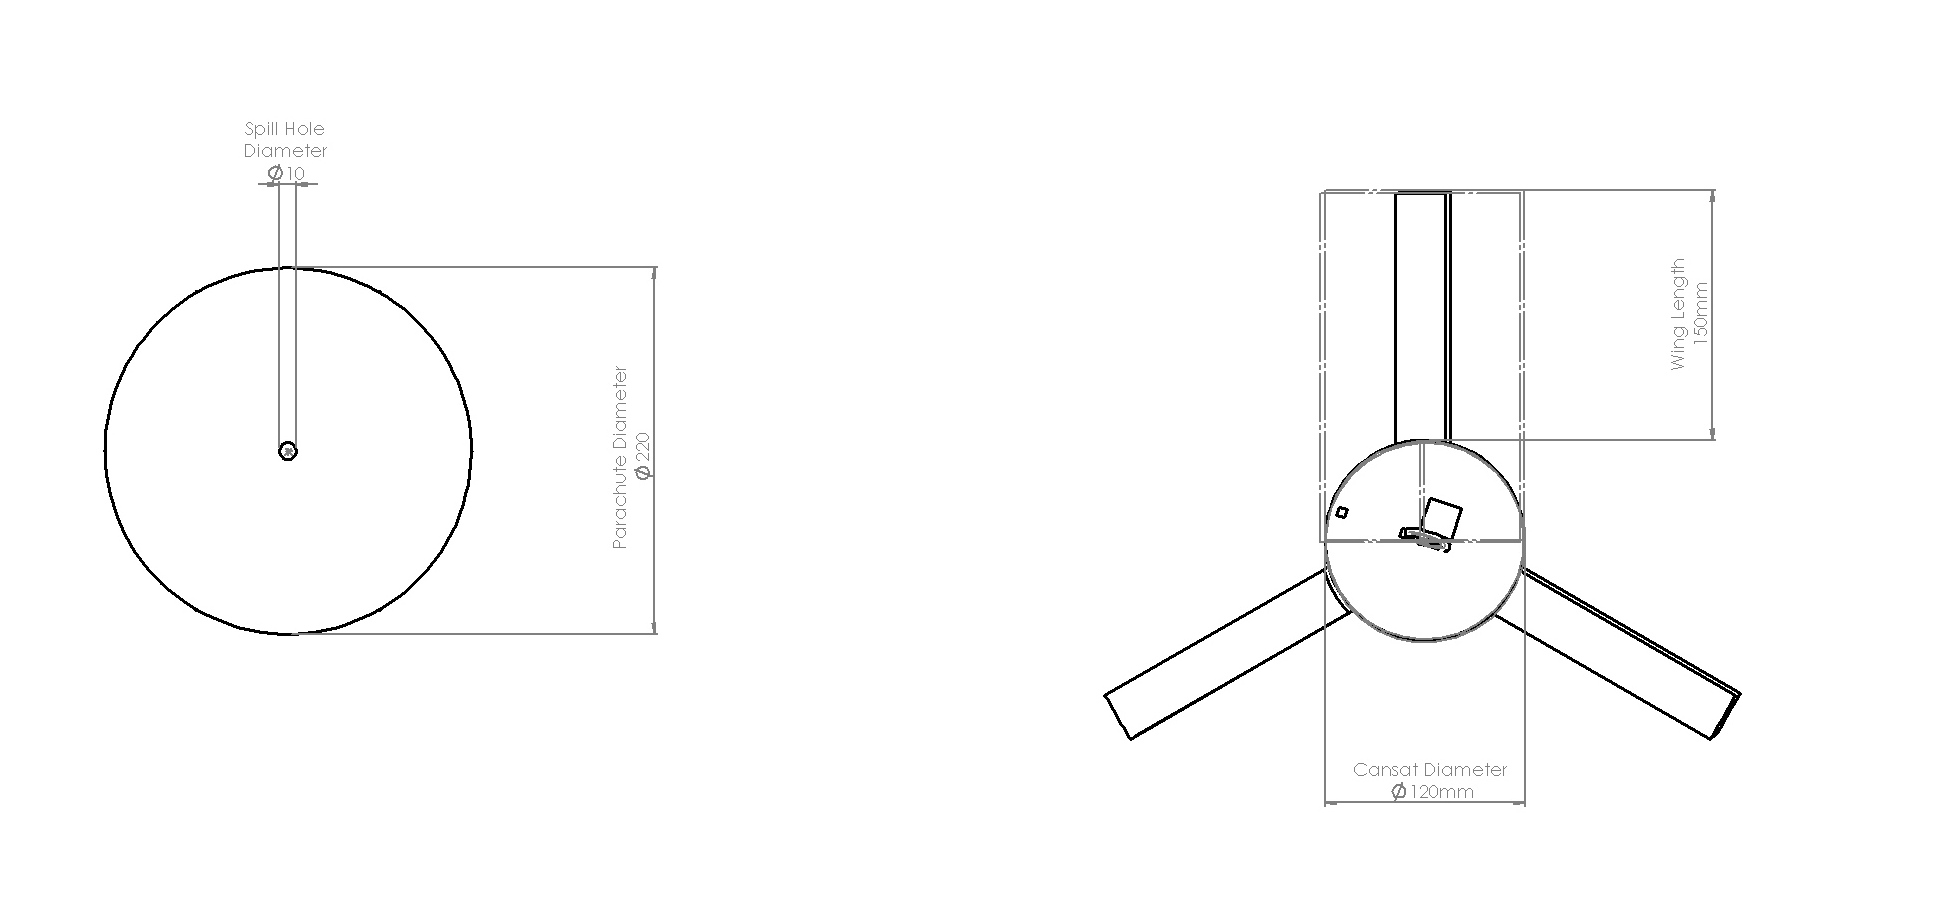 Spill Hole
Diameter
Ø10
Parachute Diameter
Ø220
Wing Length
150mm
Cansat Diameter
Ø120mm